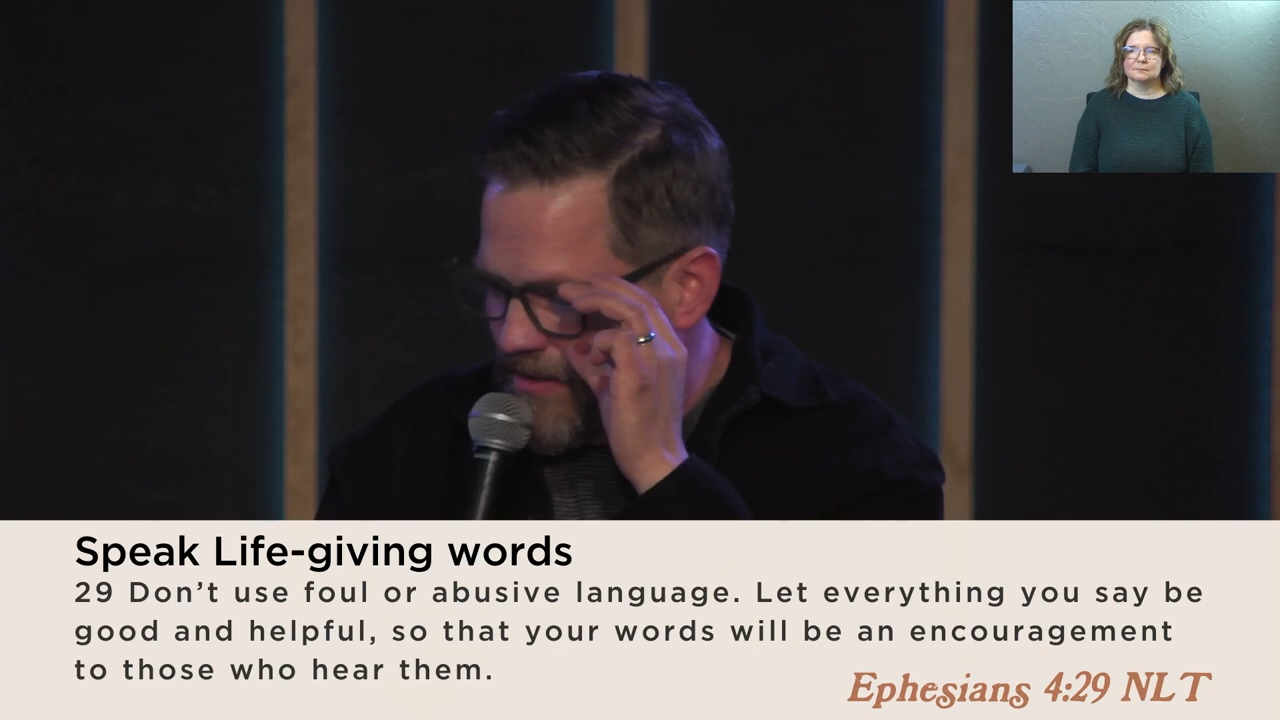 Speak Life-giving words
29 Don’t use foul or abusive language. Let everything you say be
good and helpful, so that your words will be an encouragement
to those who hear them.
Ephesians 4:29 NLT